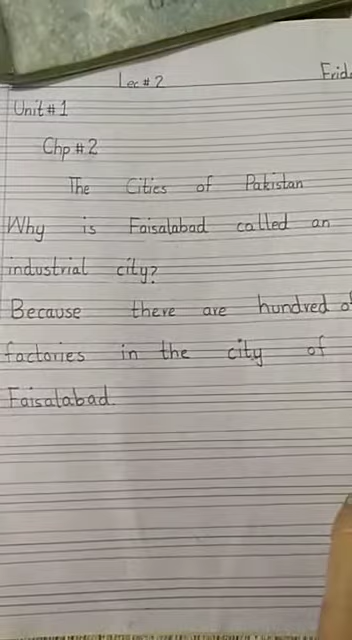 Lec # 2 Frid
Unit # 1
Chp # 2
The Cities of Pakistan
Why is Faisalabad called an
industrial city?
Because there are hundred of
factories in the city of
Faisalabad.